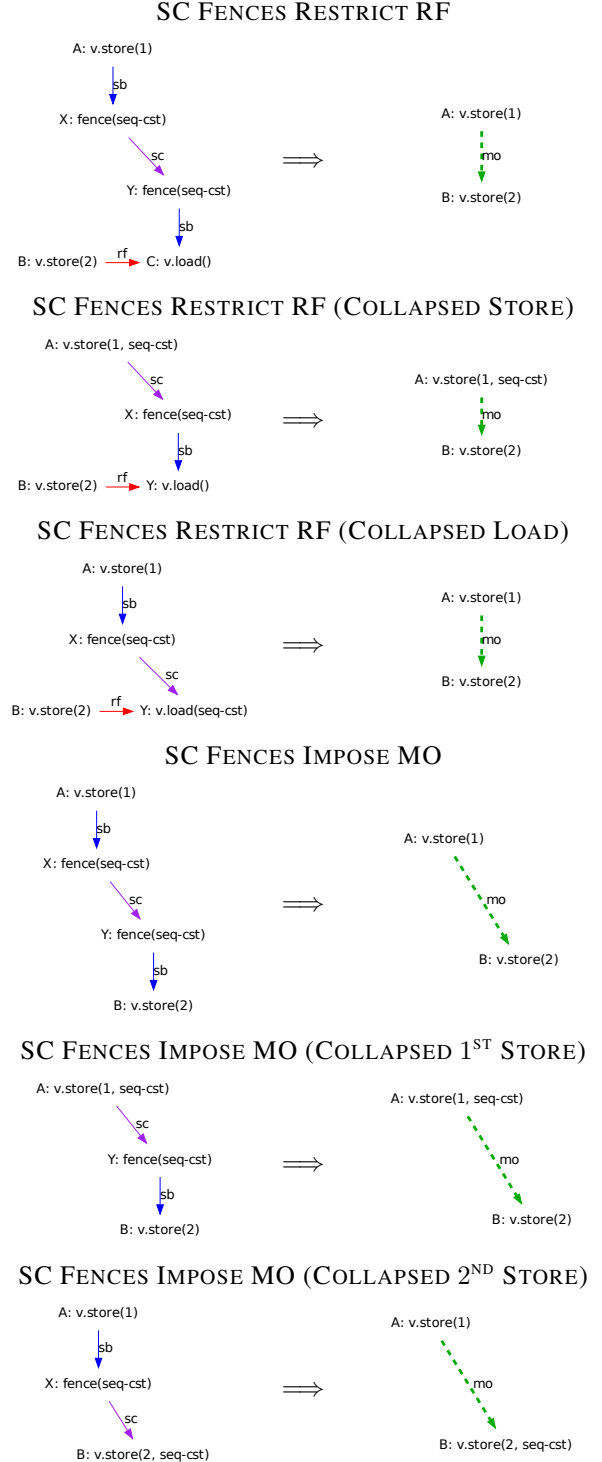 SC FENCES RESTRICT RF
A: v.store(1)
sb
X: fence(seq-cst)
sc
Y: fence(seq-cst)
sb
B: v.store(2) rf C: v.load()
⟹
A: v.store(1)
mo
B: v.store(2)
SC FENCES RESTRICT RF (COLLAPSED STORE)
A: v.store(1, seq-cst)
sc
X: fence(seq-cst)
sb
B: v.store(2) rf Y: v.load()
⟹
A: v.store(1, seq-cst)
mo
B: v.store(2)
SC FENCES RESTRICT RF (COLLAPSED LOAD)
A: v.store(1)
sb
X: fence(seq-cst)
sc
B: v.store(2) rf Y: v.load(seq-cst)
⟹
A: v.store(1)
mo
B: v.store(2)
SC FENCES IMPOSE MO
A: v.store(1)
sb
X: fence(seq-cst)
sc
Y: fence(seq-cst)
sb
B: v.store(2)
⟹
A: v.store(1)
mo
B: v.store(2)
SC FENCES IMPOSE MO (COLLAPSED 1ST STORE)
A: v.store(1, seq-cst)
sc
Y: fence(seq-cst)
sb
B: v.store(2)
⟹
A: v.store(1, seq-cst)
mo
B: v.store(2)
SC FENCES IMPOSE MO (COLLAPSED 2ND STORE)
A: v.store(1)
sb
X: fence(seq-cst)
sc
B: v.store(2, seq-cst)
⟹
A: v.store(1)
mo
B: v.store(2, seq-cst)